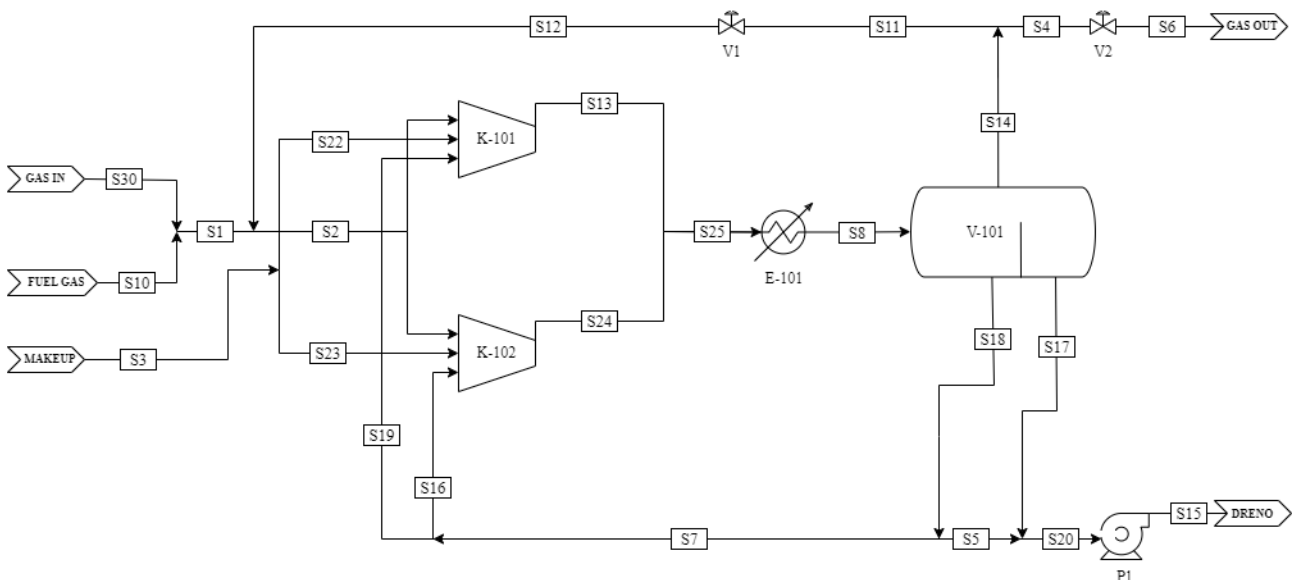 S12
V1
S11
S4
V2
S6
GAS OUT
S13
S14
K-101
S22
GAS IN
S30
S1
S2
S25
E-101
S8
V-101
FUEL GAS
S10
S24
S18
S17
MAKEUP
S3
S23
K-102
S19
S16
S7
S5
S20
P1
S15
DRENO